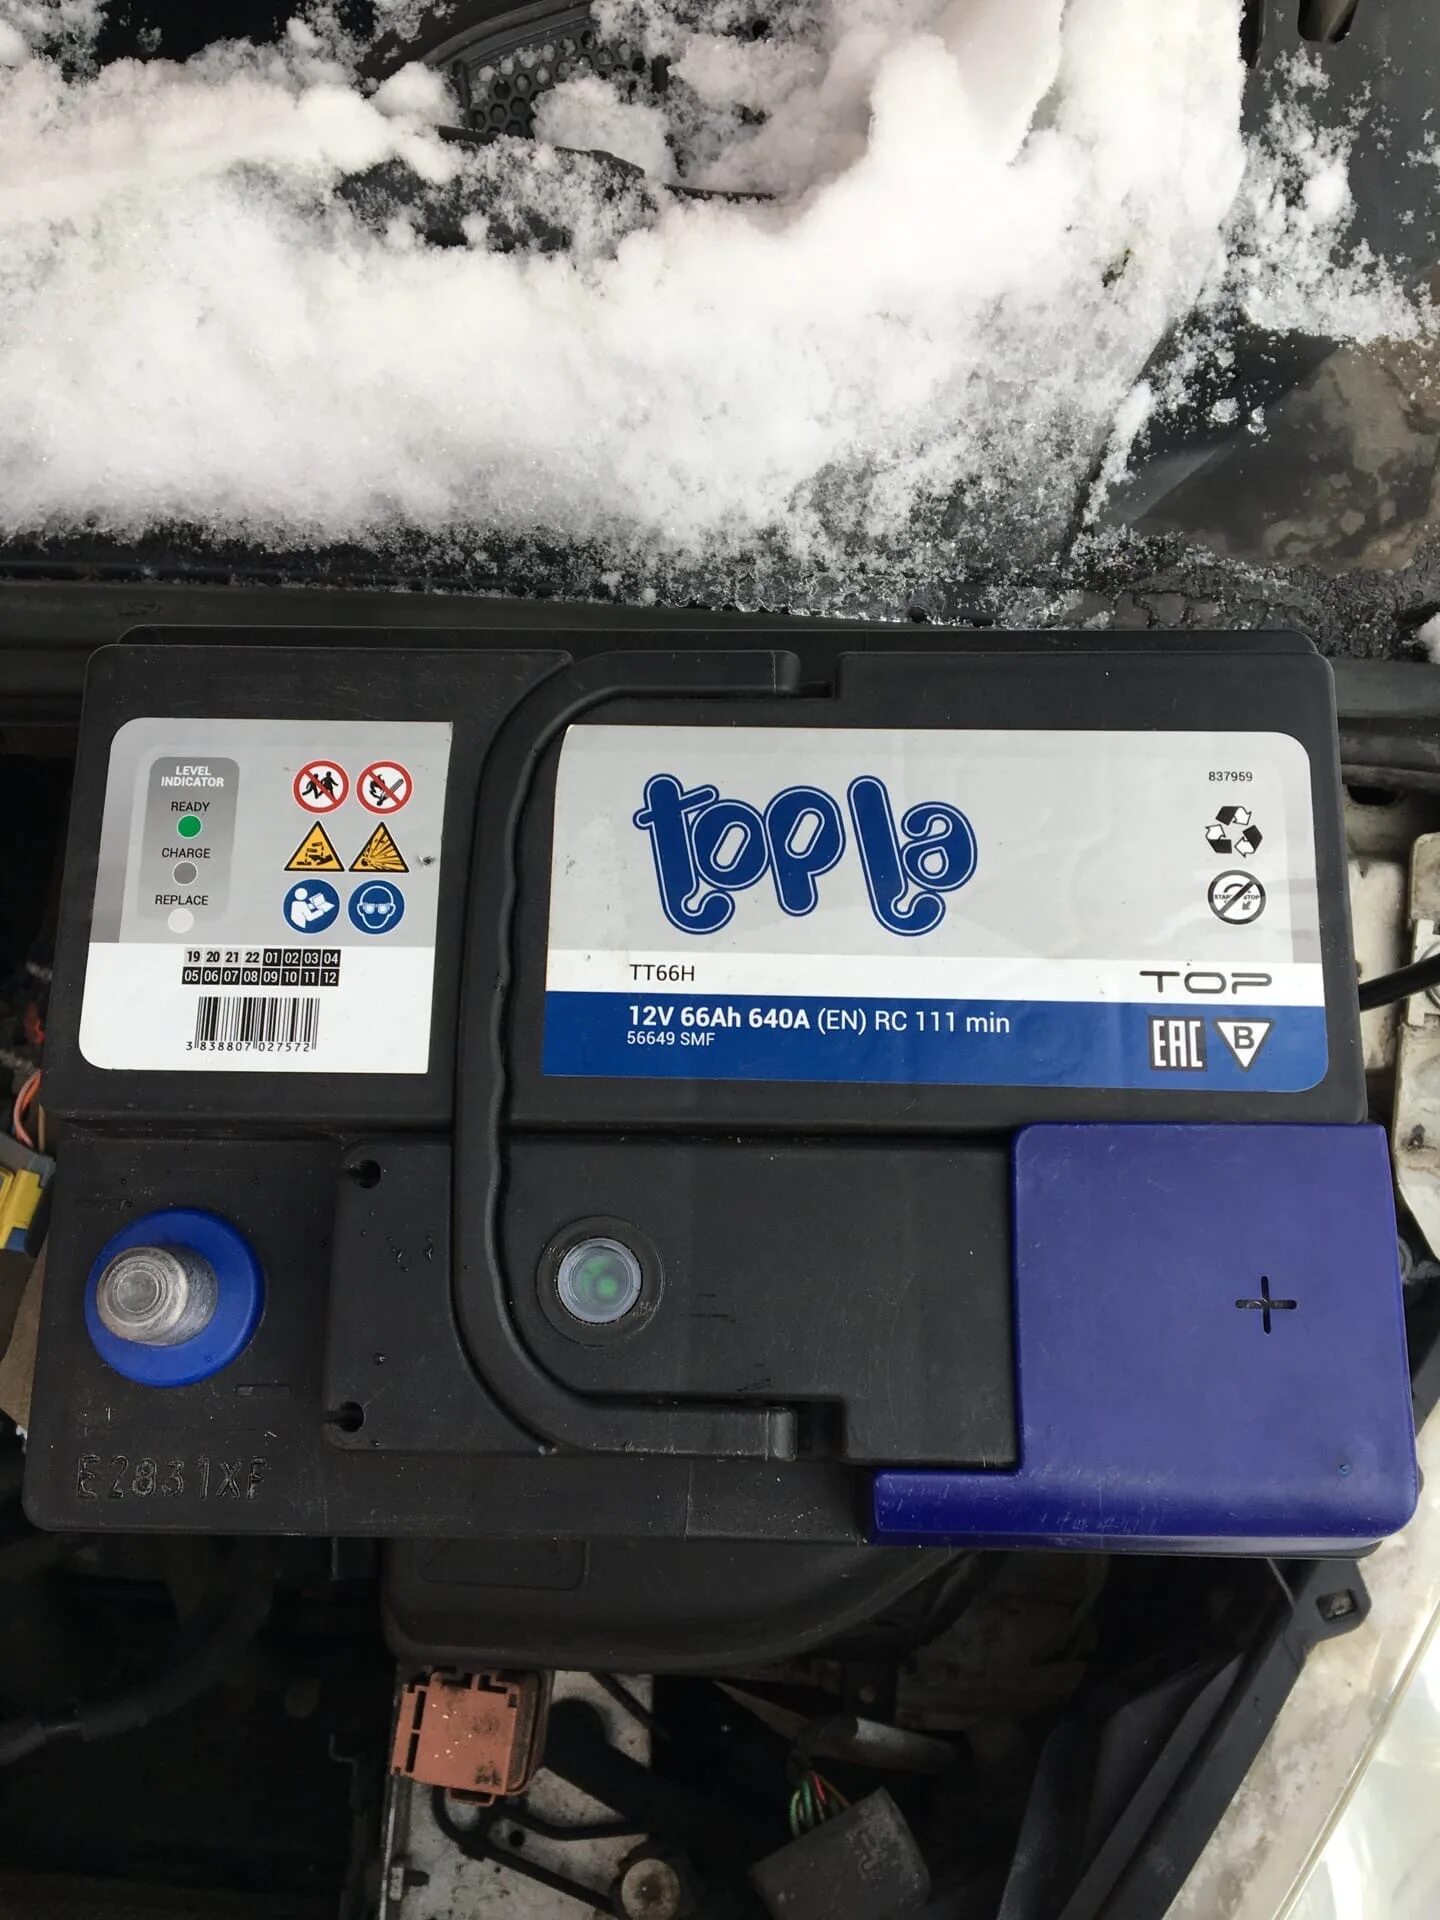 LEVEL
INDICATOR
READY
CHARGE
REPLACE
19 20 21 22 01 02 03 04
05 06 07 08 09 10 11 12
3 838807 027572
topla
837959
START STOP
TT66H
TOP
12V 66Ah 640A (EN) RC 111 min
56649 SMF
EAC
B
+
E2831XF